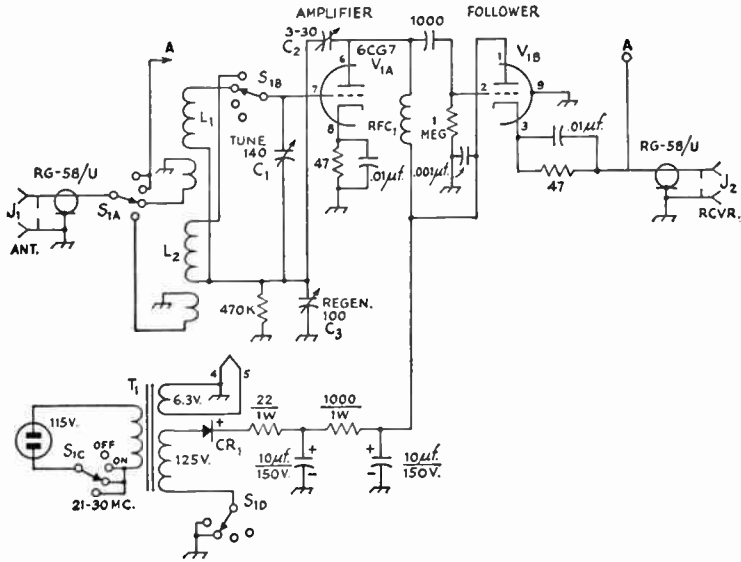 AMPLIFIER
FOLLOWER
A
3-30
C2
6CG7
V1A
1000
V1B
A
S1B
6
7
8
1
2
9
3
L1
TUNE
140
C1
RFC1
1
MEG
.01µf.
RG-58/U
RG-58/U
47
.01µf.
.001µf.
47
J1
S1A
J2
ANT.
RCVR.
L2
470K
REGEN.
100
C3
T1
4
5
6.3V.
22
1W
1000
1W
115V.
+
CR1
S1C
OFF
ON
125V.
+
10µf.
150V.
-
+
10µf.
150V.
-
21-30 MC.
S1D